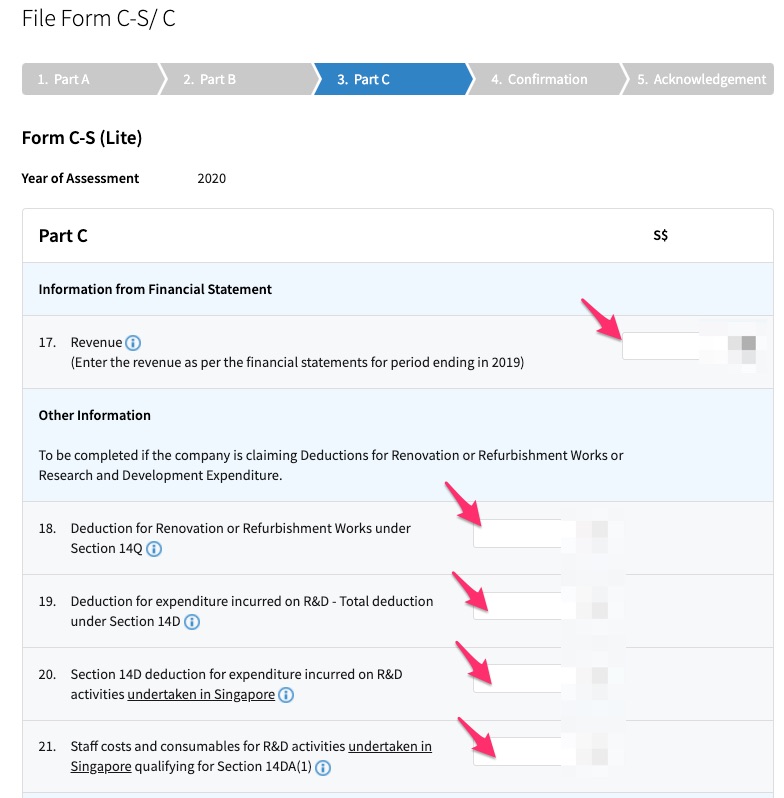 File Form C-S/ C
1. Part A
2. Part B
3. Part C
4. Confirmation
5. Acknowledgement
Form C-S (Lite)
Year of Assessment 2020
Part C S$
Information from Financial Statement
17. Revenue
(Enter the revenue as per the financial statements for period ending in 2019)
Other Information
To be completed if the company is claiming Deductions for Renovation or Refurbishment Works or
Research and Development Expenditure.
18. Deduction for Renovation or Refurbishment Works under
Section 14Q
19. Deduction for expenditure incurred on R&D - Total deduction
under Section 14D
20. Section 14D deduction for expenditure incurred on R&D
activities undertaken in Singapore
21. Staff costs and consumables for R&D activities undertaken in
Singapore qualifying for Section 14DA(1)